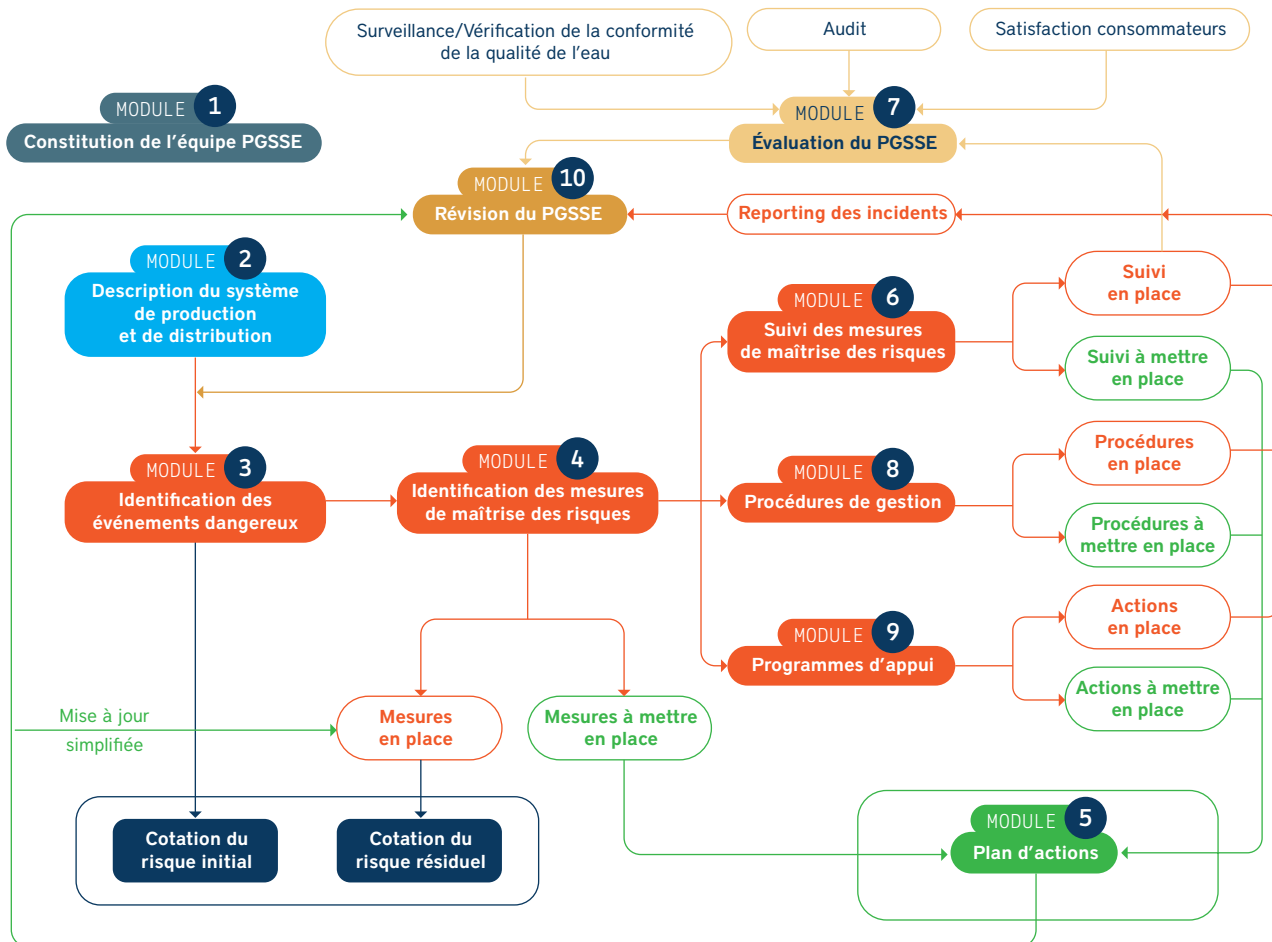 Surveillance/Vérification de la conformité
de la qualité de l'eau
Audit
Satisfaction consommateurs
MODULE 1
Constitution de l'équipe PGSSE
MODULE 7
Évaluation du PGSSE
MODULE 10
Révision du PGSSE
Reporting des incidents
MODULE 2
Description du système
de production
et de distribution
MODULE 6
Suivi des mesures
de maîtrise des risques
Suivi
en place
Suivi à mettre
en place
MODULE 3
Identification des
événements dangereux
MODULE 4
Identification des mesures
de maîtrise des risques
MODULE 8
Procédures de gestion
Procédures
en place
Procédures à
mettre en place
MODULE 9
Programmes d'appui
Actions
en place
Actions à mettre
en place
Mise à jour
simplifiée
Mesures
en place
Mesures à mettre
en place
Cotation du
risque initial
Cotation du
risque résiduel
MODULE 5
Plan d'actions